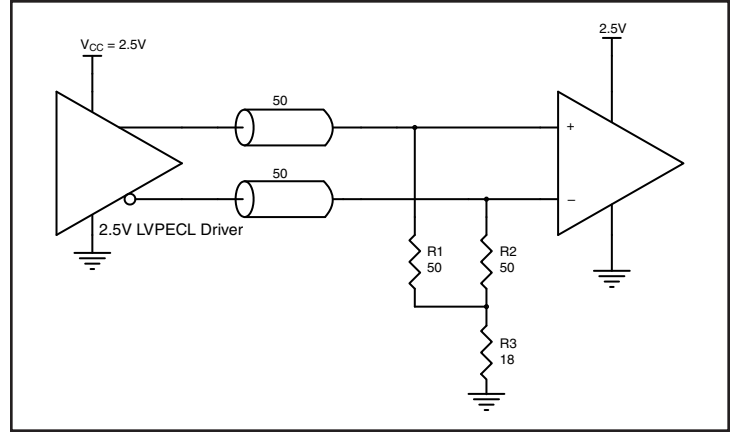 2.5V
V_CC = 2.5V
50
+
50
−
2.5V LVPECL Driver
R1
50
R2
50
R3
18